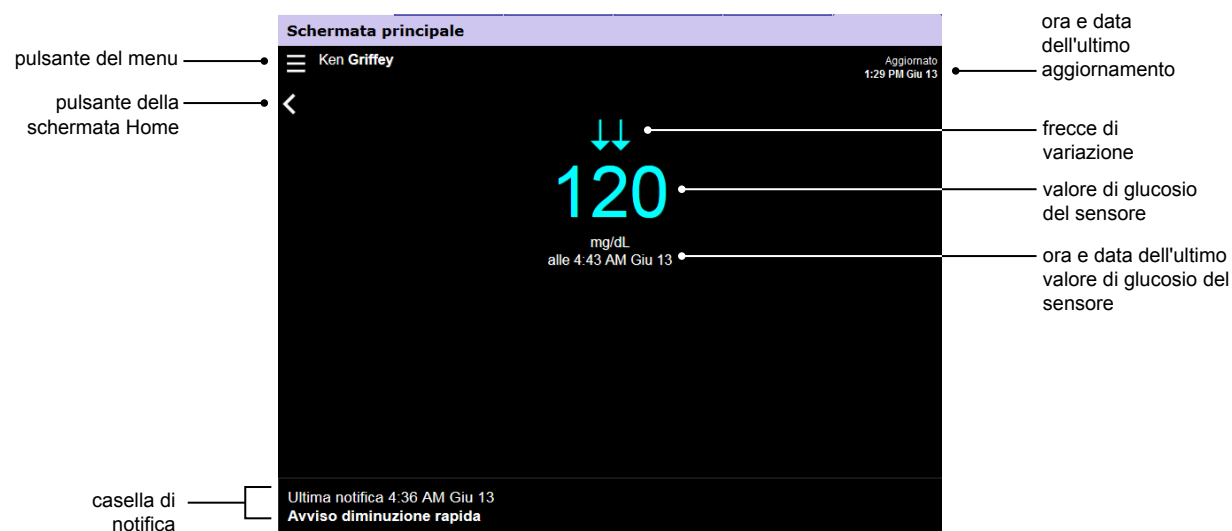 Schermata principale
pulsante del menu
Ken Griffey
Aggiornato
1:29 PM Giu 13
ora e data
dell'ultimo
aggiornamento
pulsante della
schermata Home
frecce di
variazione
120
valore di glucosio
del sensore
mg/dL
alle 4:43 AM Giu 13
ora e data dell'ultimo
valore di glucosio del
sensore
casella di
notifica
Ultima notifica 4:36 AM Giu 13
Avviso diminuzione rapida